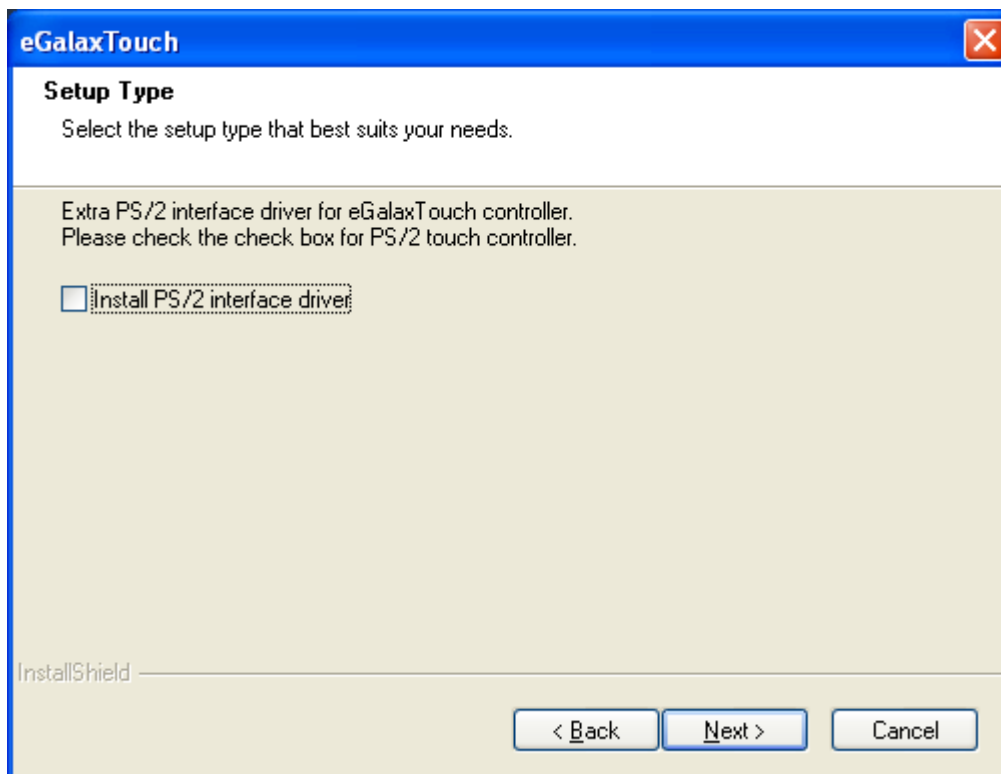 eGalaxTouch
Setup Type
Select the setup type that best suits your needs.
Extra PS/2 interface driver for eGalaxTouch controller.
Please check the check box for PS/2 touch controller.
Install PS/2 interface driver
InstallShield
< Back Next > Cancel